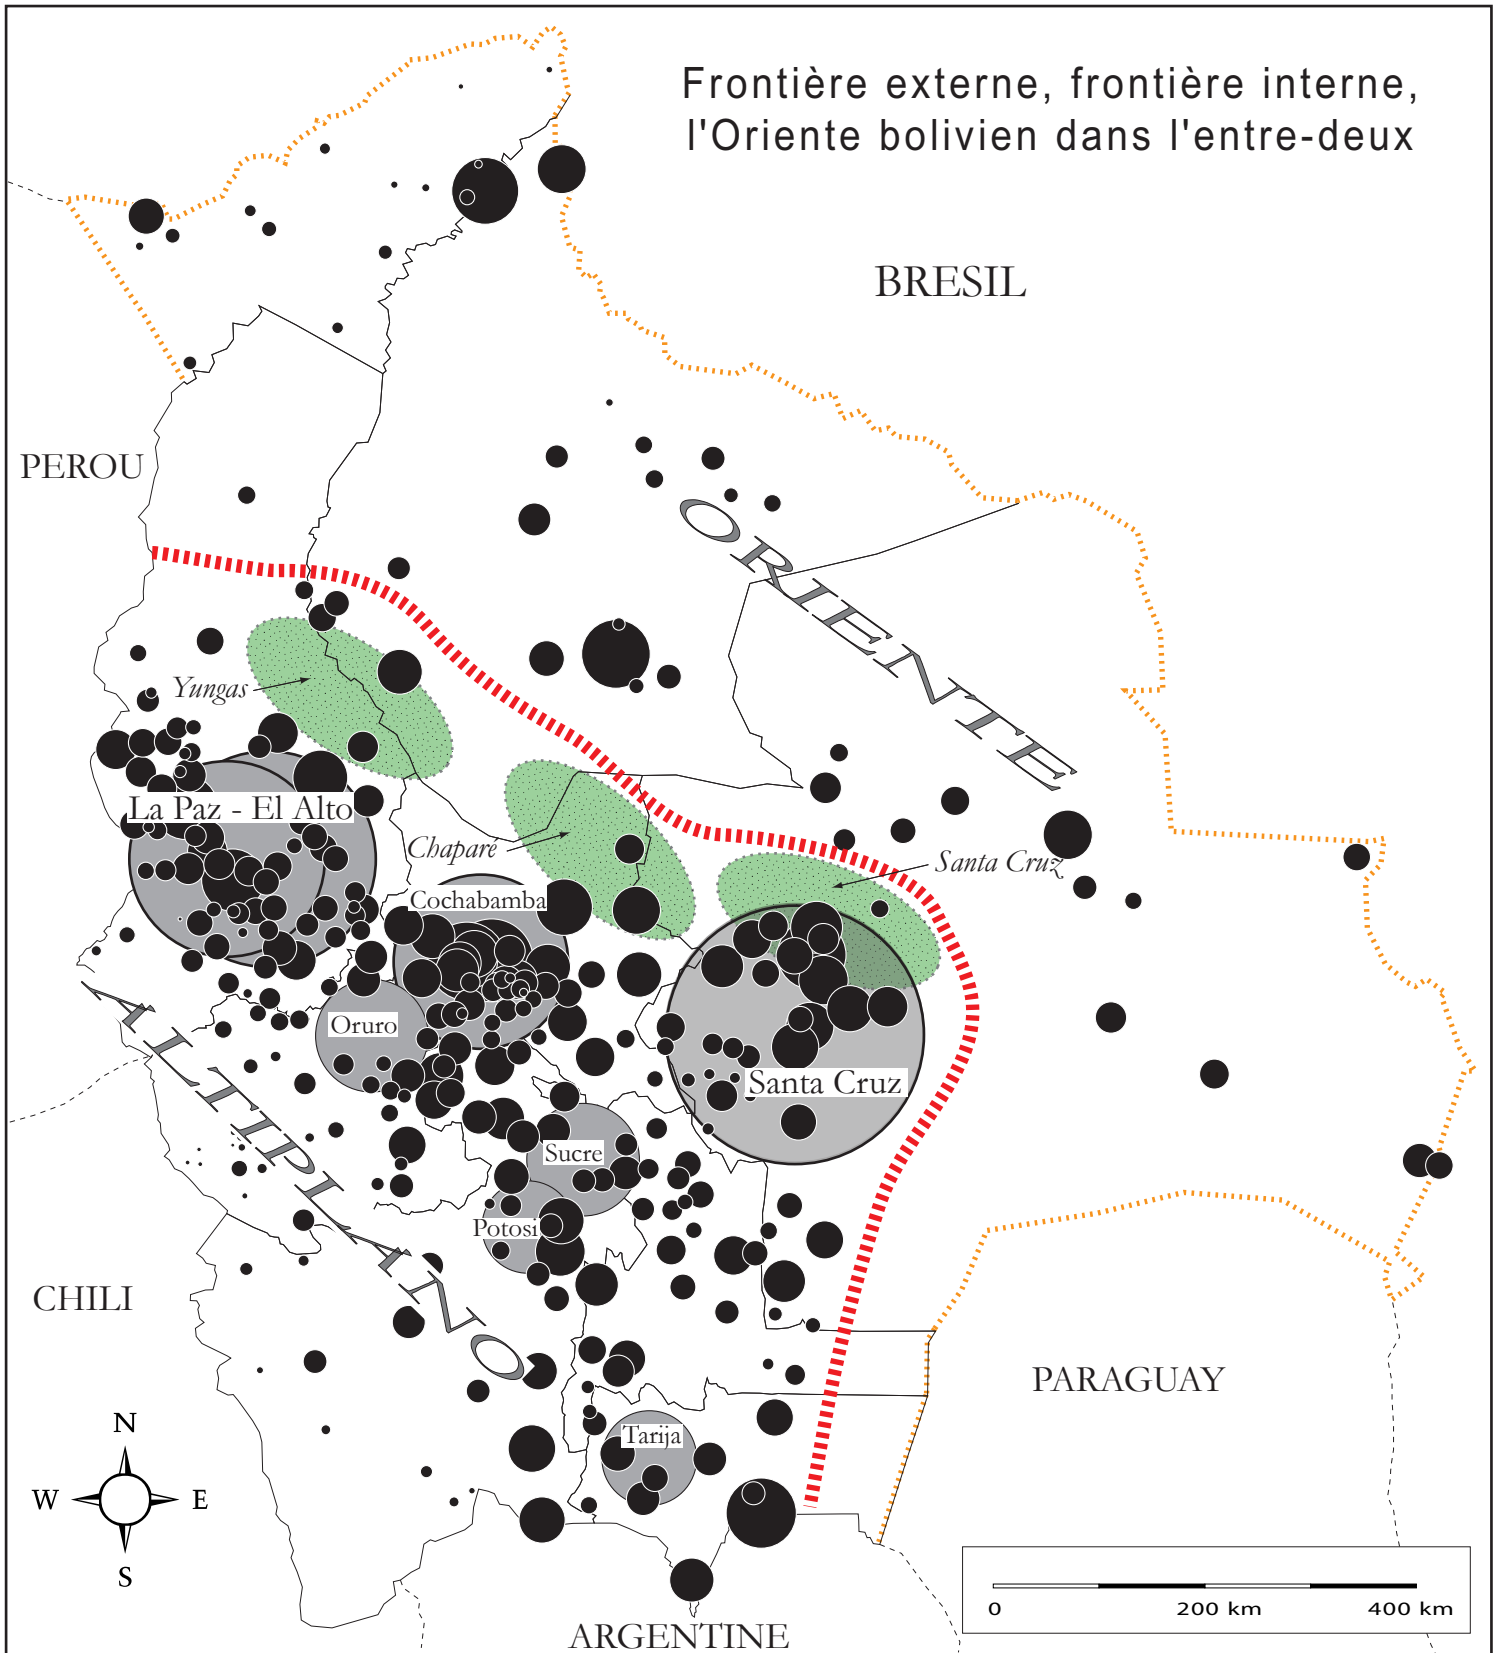 Frontière externe, frontière interne,
l'Oriente bolivien dans l'entre-deux
BRESIL
PEROU
ORIENTE
Yungas
La Paz - El Alto
Chaparé
Santa Cruz
Cochabamba
Oruro
Santa Cruz
ALTIPLANO
Sucre
Potosi
CHILI
PARAGUAY
Tarija
N
W
E
S
0
200 km
400 km
ARGENTINE